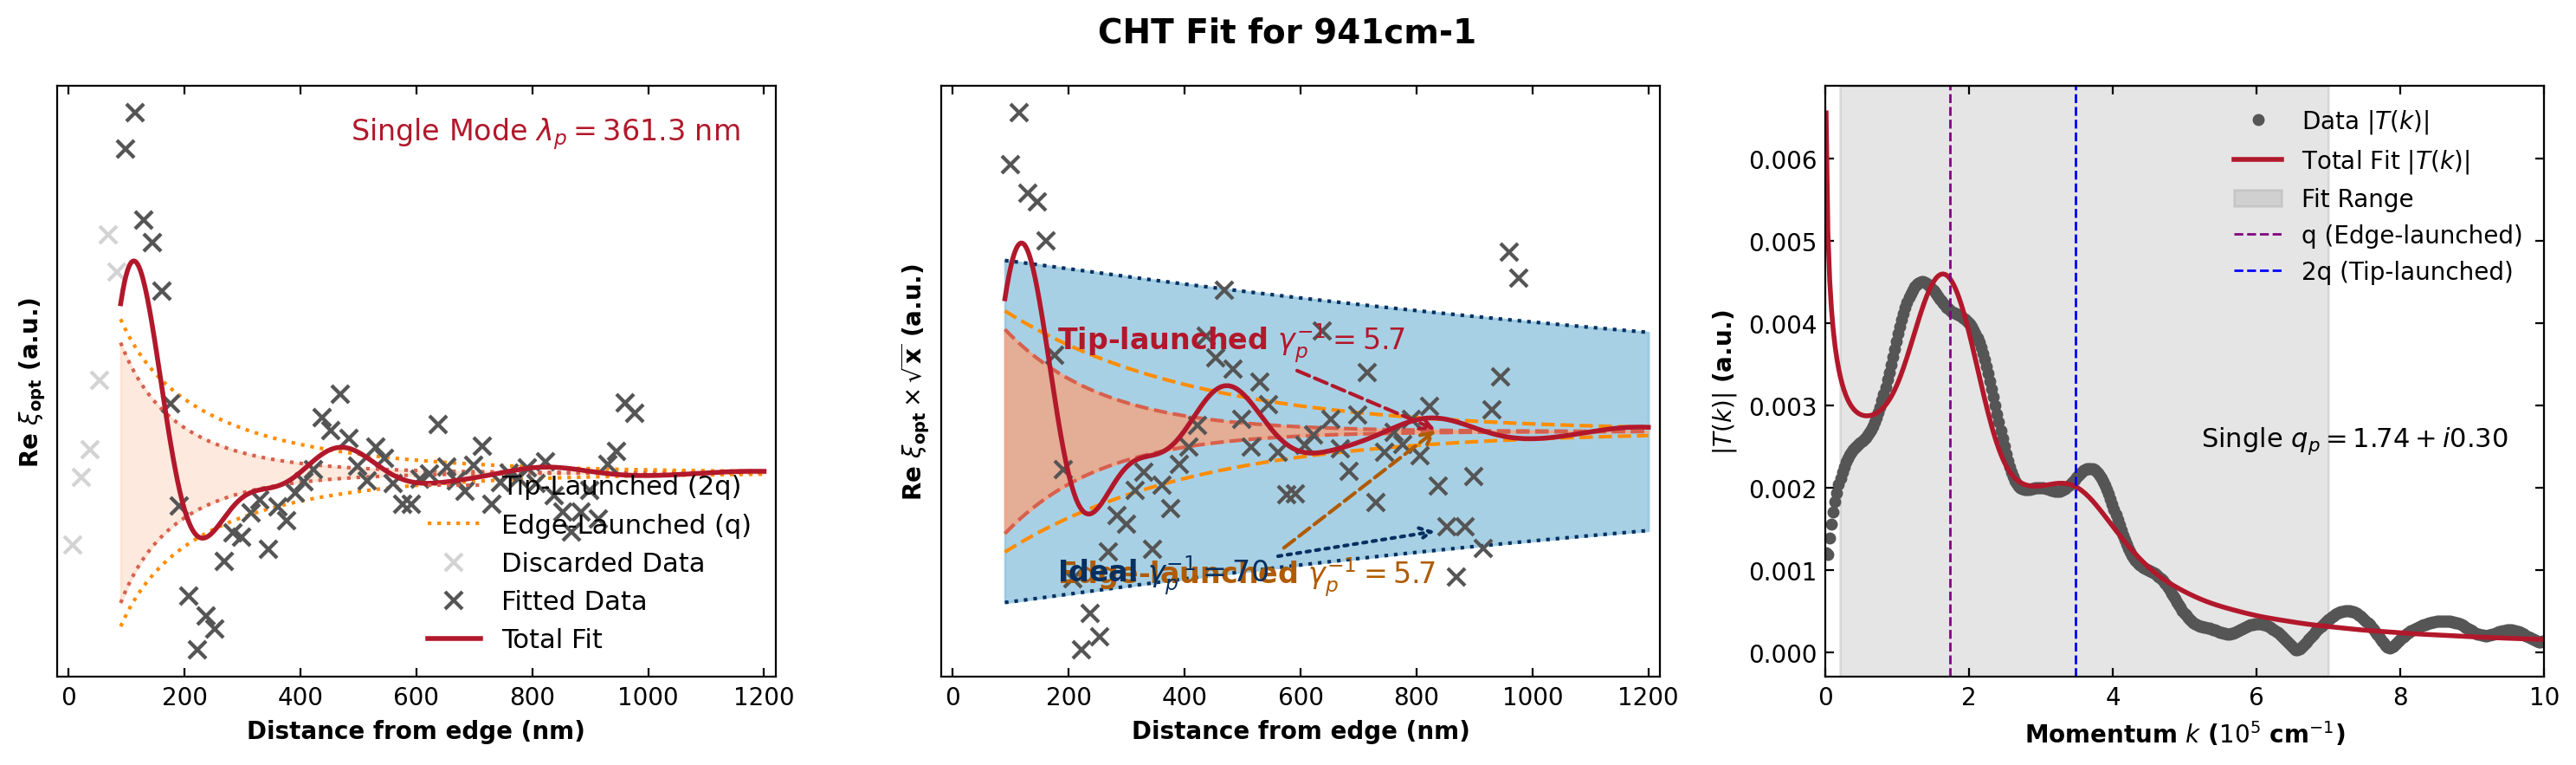 CHT Fit for 941cm-1
Re ξopt (a.u.)
Single Mode λp = 361.3 nm
Tip-Launched (2q)
Edge-Launched (q)
Discarded Data
Fitted Data
Total Fit
0 200 400 600 800 1000 1200
Distance from edge (nm)
Re ξopt × √x (a.u.)
Tip-launched γp⁻¹ = 5.7
Ideal γp⁻¹ = 70
Edge-launched γp⁻¹ = 5.7
0 200 400 600 800 1000 1200
Distance from edge (nm)
|T(k)| (a.u.)
0.006
0.005
0.004
0.003
0.002
0.001
0.000
Data |T(k)|
Total Fit |T(k)|
Fit Range
q (Edge-launched)
2q (Tip-launched)
Single qp = 1.74 + i0.30
0 2 4 6 8 10
Momentum k (10⁵ cm⁻¹)